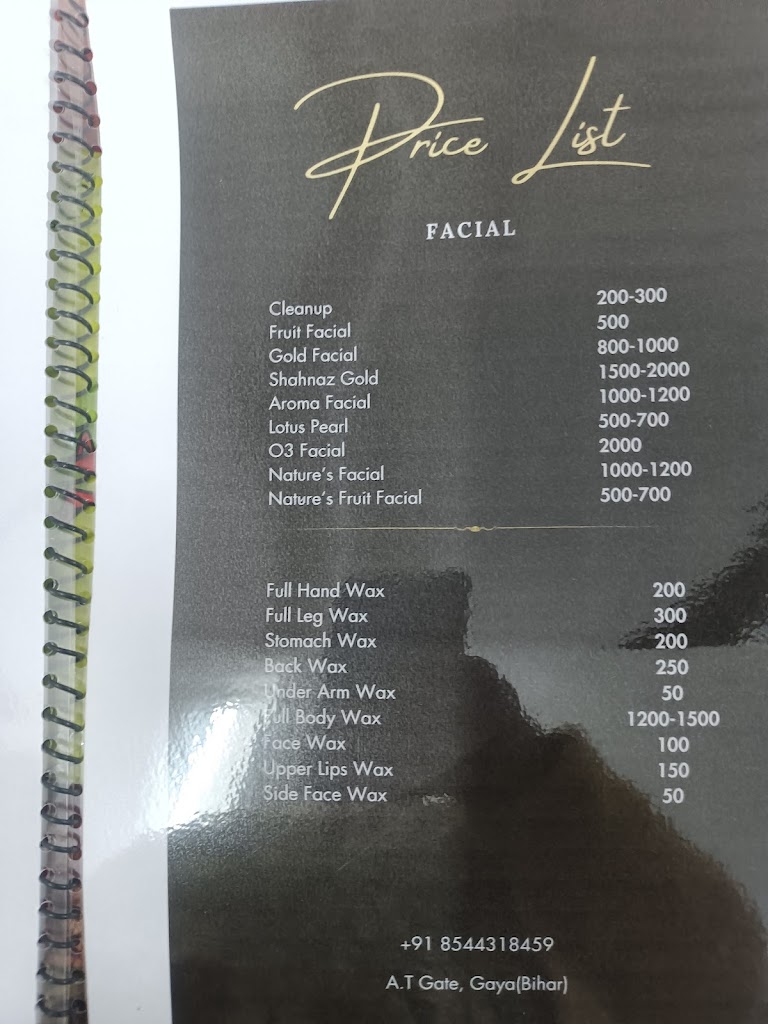 Price List
FACIAL
Cleanup 200-300
Fruit Facial 500
Gold Facial 800-1000
Shahnaz Gold 1500-2000
Aroma Facial 1000-1200
Lotus Pearl 500-700
O3 Facial 2000
Nature's Facial 1000-1200
Nature's Fruit Facial 500-700
Full Hand Wax 200
Full Leg Wax 300
Stomach Wax 200
Back Wax 250
Under Arm Wax 50
Full Body Wax 1200-1500
Face Wax 100
Upper Lips Wax 150
Side Face Wax 50
+91 8544318459
A.T Gate, Gaya(Bihar)